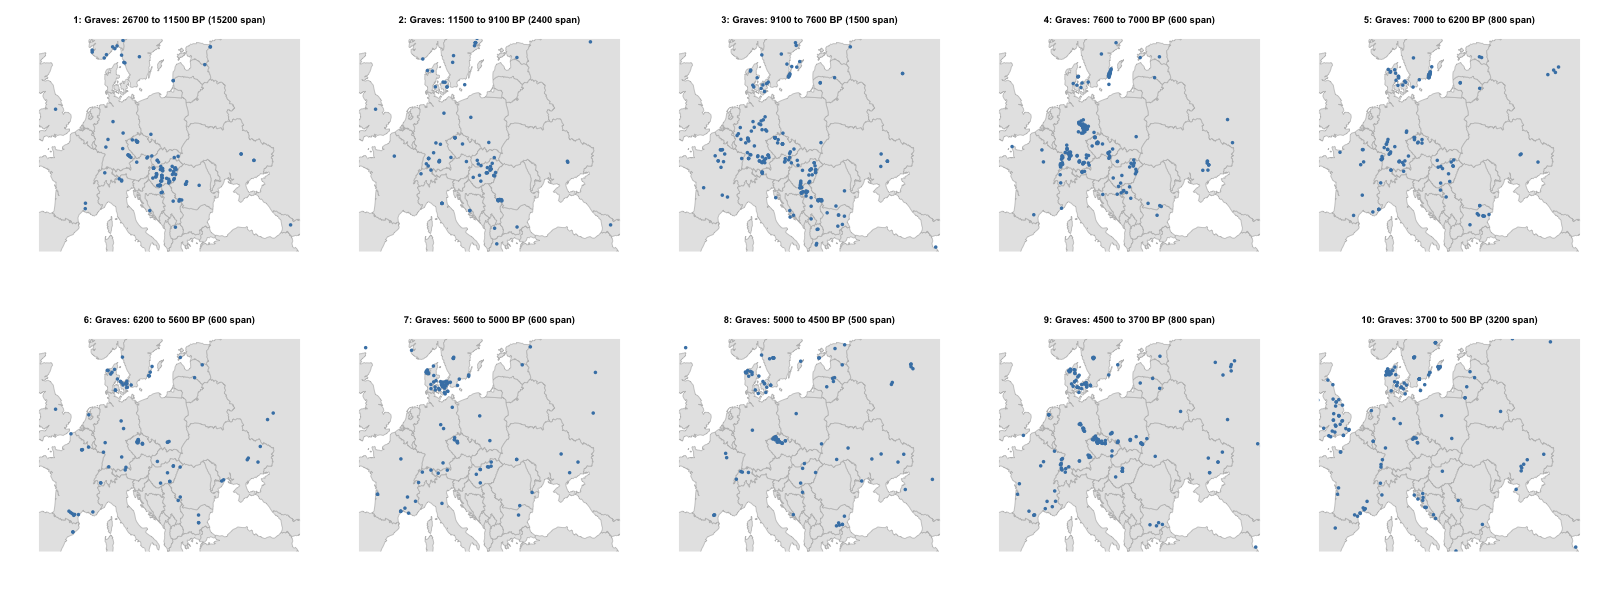 1: Graves: 26700 to 11500 BP (15200 span)
2: Graves: 11500 to 9100 BP (2400 span)
3: Graves: 9100 to 7600 BP (1500 span)
4: Graves: 7600 to 7000 BP (600 span)
5: Graves: 7000 to 6200 BP (800 span)
6: Graves: 6200 to 5600 BP (600 span)
7: Graves: 5600 to 5000 BP (600 span)
8: Graves: 5000 to 4500 BP (500 span)
9: Graves: 4500 to 3700 BP (800 span)
10: Graves: 3700 to 500 BP (3200 span)